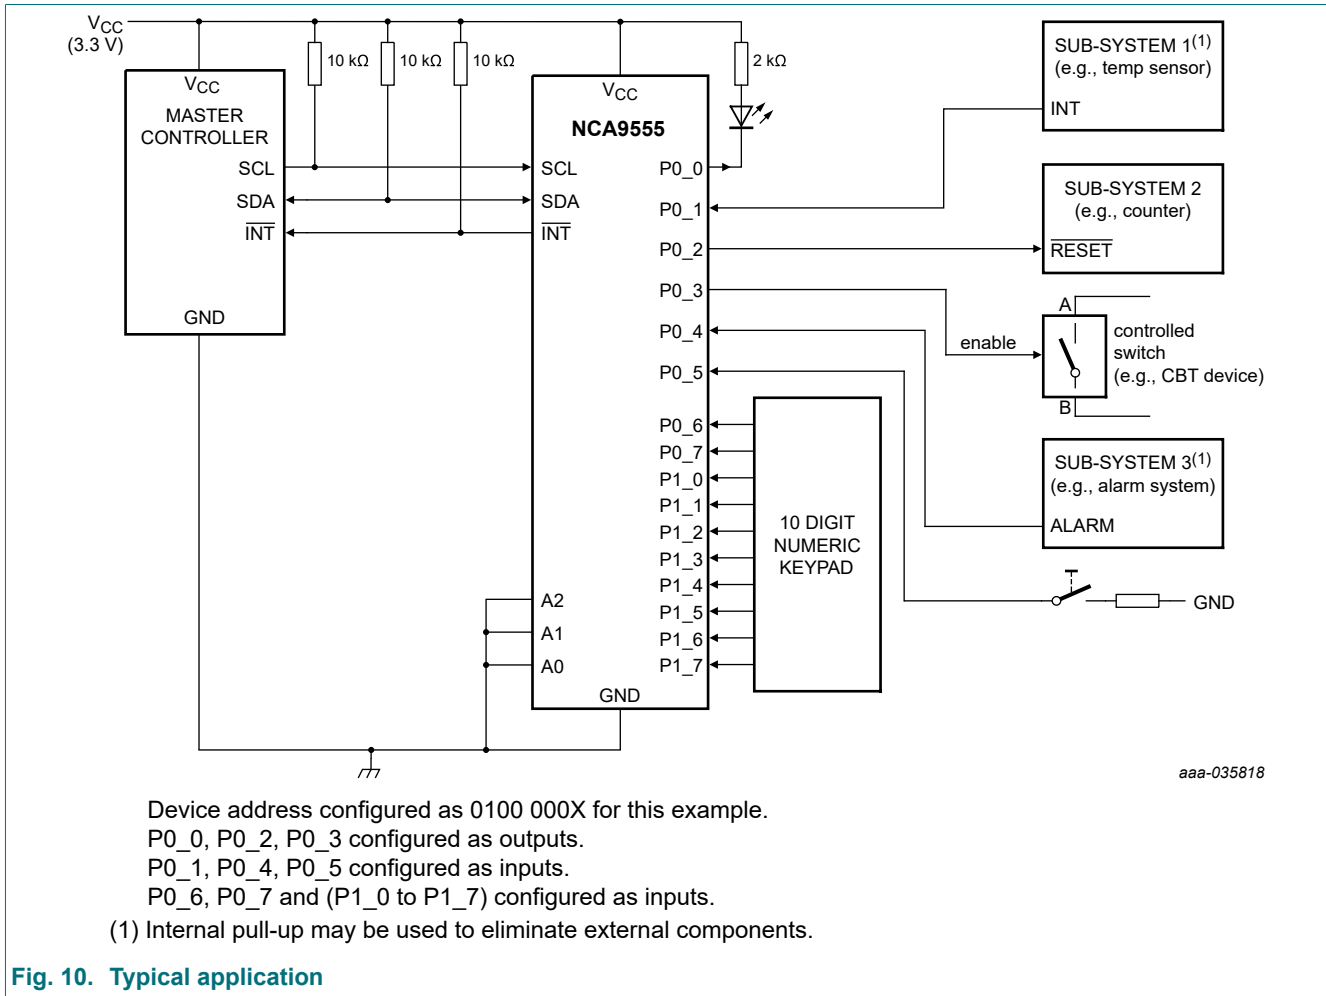 VCC
(3.3 V)
10 kΩ
10 kΩ
10 kΩ
2 kΩ
VCC
MASTER
CONTROLLER
SCL
SDA
INT
GND
VCC
NCA9555
SCL
SDA
INT
A2
A1
A0
GND
P0_0
P0_1
P0_2
P0_3
P0_4
P0_5
P0_6
P0_7
P1_0
P1_1
P1_2
P1_3
P1_4
P1_5
P1_6
P1_7
10 DIGIT
NUMERIC
KEYPAD
SUB-SYSTEM 1(1)
(e.g., temp sensor)
INT
SUB-SYSTEM 2
(e.g., counter)
RESET
A
enable
controlled
switch
(e.g., CBT device)
B
SUB-SYSTEM 3(1)
(e.g., alarm system)
ALARM
GND
aaa-035818
Device address configured as 0100 000X for this example.
P0_0, P0_2, P0_3 configured as outputs.
P0_1, P0_4, P0_5 configured as inputs.
P0_6, P0_7 and (P1_0 to P1_7) configured as inputs.
(1) Internal pull-up may be used to eliminate external components.
Fig. 10. Typical application